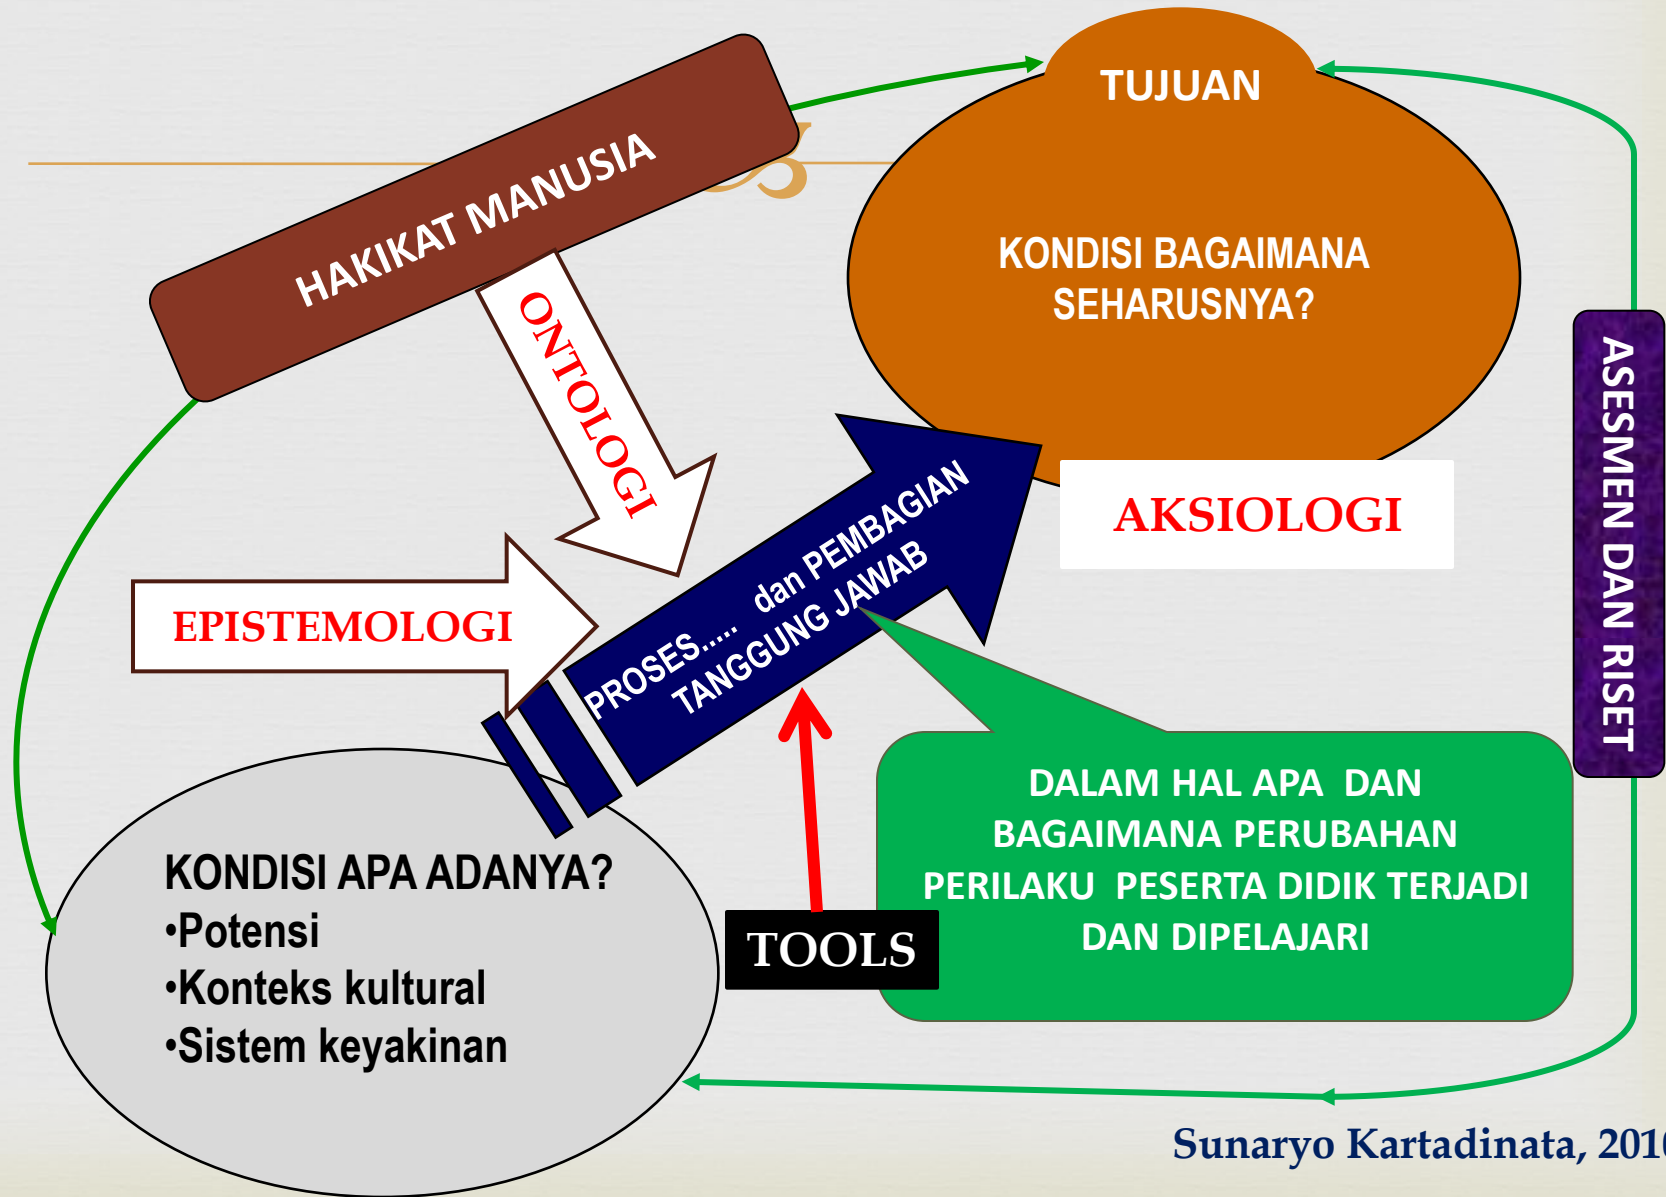 TUJUAN
HAKIKAT MANUSIA
KONDISI BAGAIMANA
SEHARUSNYA?
ONTOLOGI
ASESMEN DAN RISET
AKSIOLOGI
EPISTEMOLOGI
PROSES..... dan PEMBAGIAN
TANGGUNG JAWAB
DALAM HAL APA DAN
BAGAIMANA PERUBAHAN
PERILAKU PESERTA DIDIK TERJADI
DAN DIPELAJARI
KONDISI APA ADANYA?
•Potensi
•Konteks kultural
•Sistem keyakinan
TOOLS
Sunaryo Kartadinata,